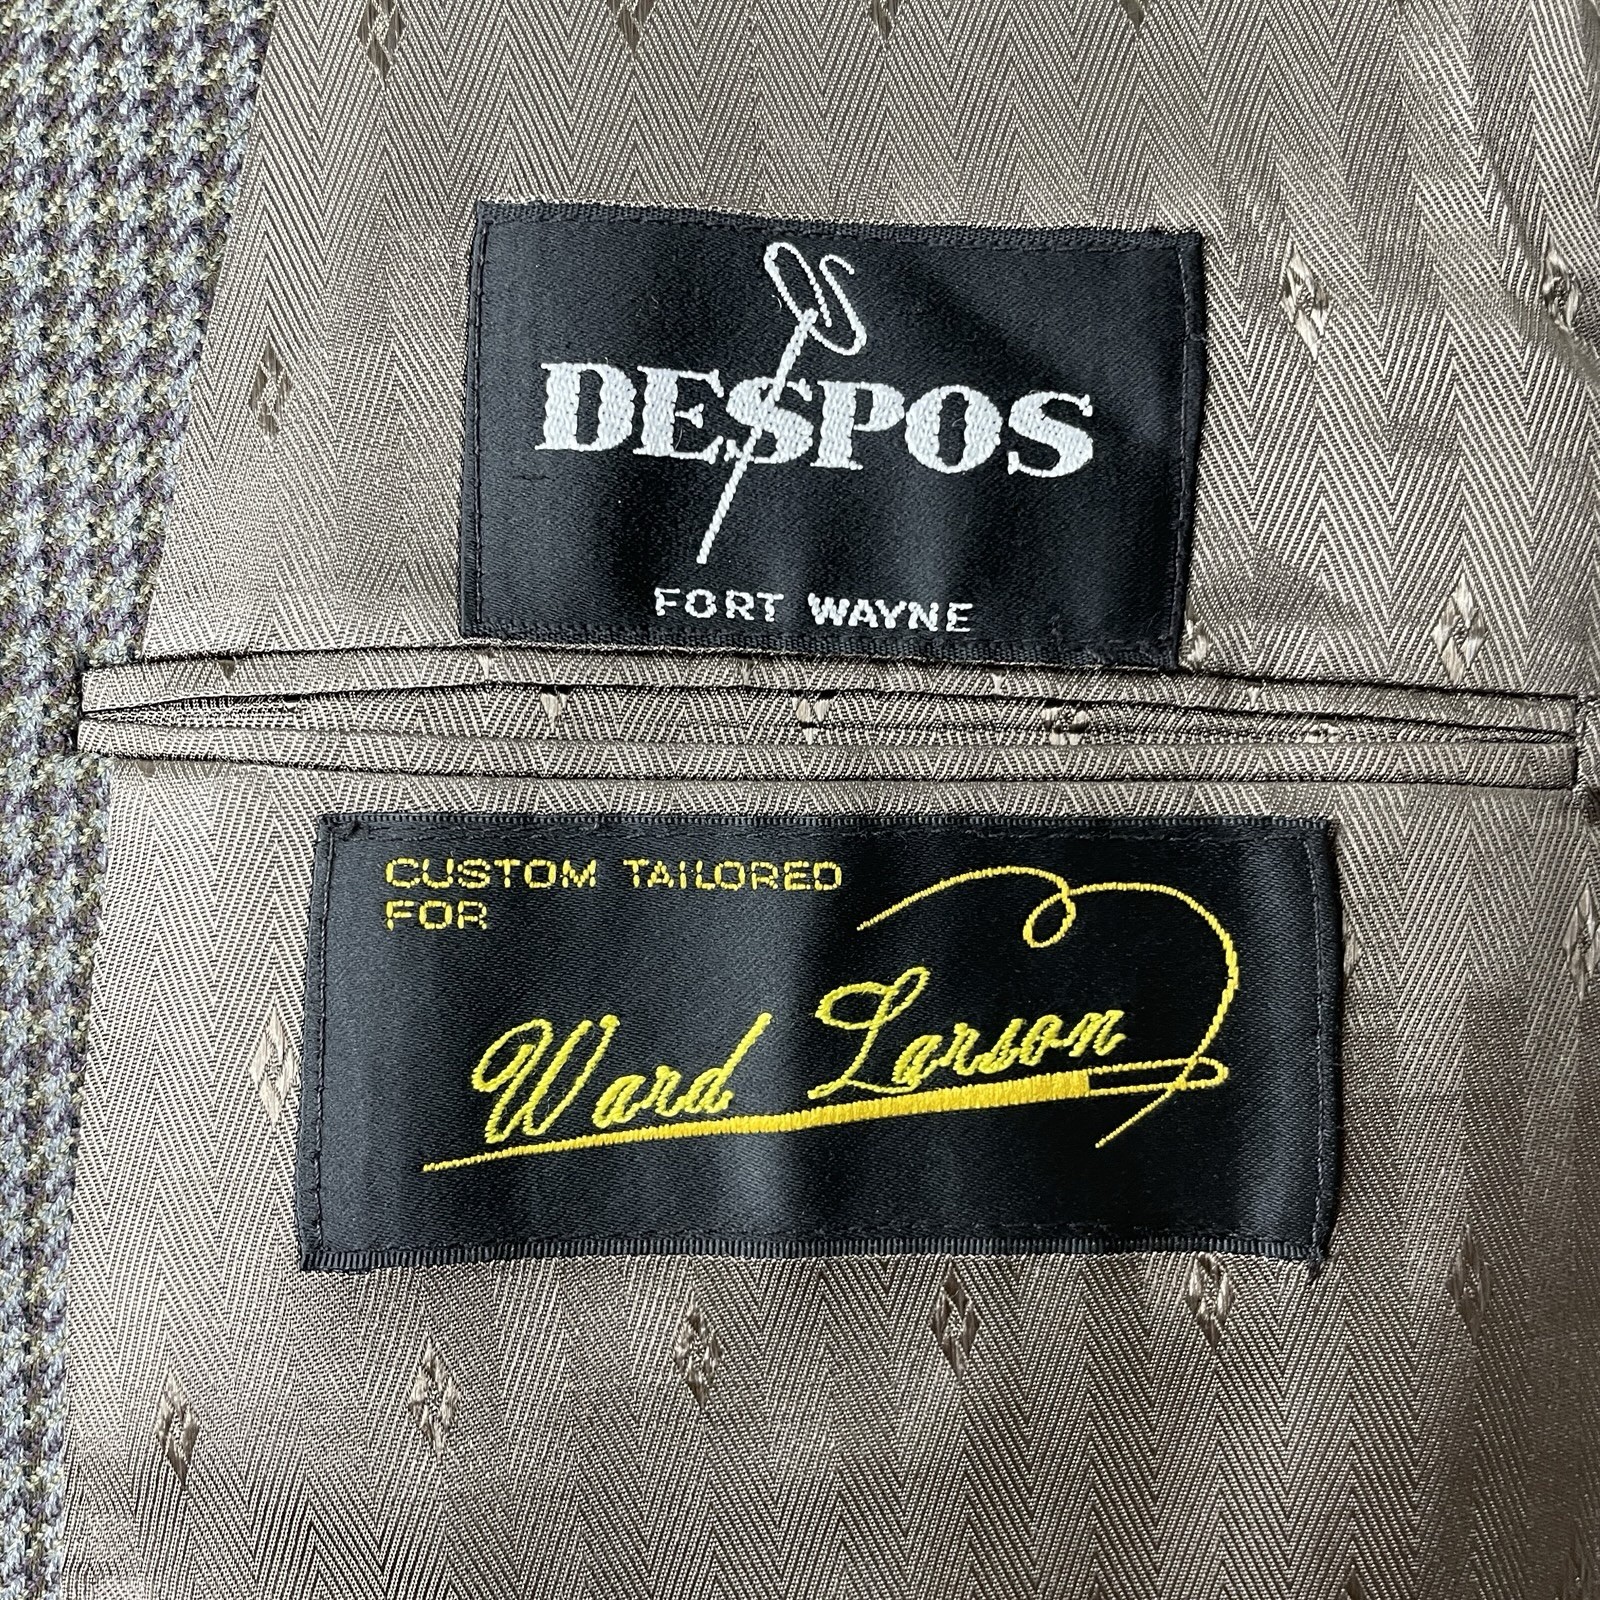 DESPOS
FORT WAYNE
CUSTOM TAILORED
FOR
Ward Larson